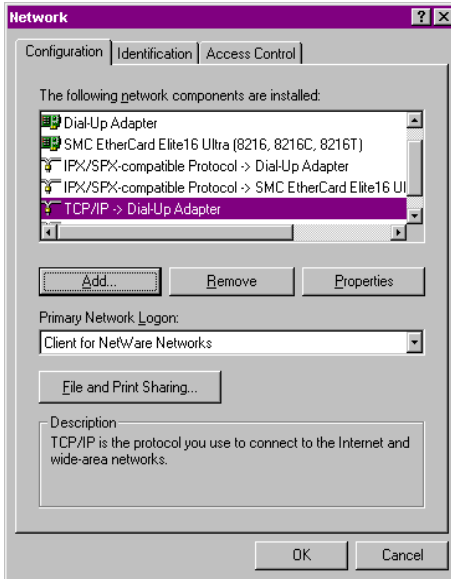 Network
Configuration Identification Access Control
The following network components are installed:
Dial-Up Adapter
SMC EtherCard Elite16 Ultra (8216, 8216C, 8216T)
IPX/SPX-compatible Protocol -> Dial-Up Adapter
IPX/SPX-compatible Protocol -> SMC EtherCard Elite16 Ul
TCP/IP -> Dial-Up Adapter
Add... Remove Properties
Primary Network Logon:
Client for NetWare Networks
File and Print Sharing...
Description
TCP/IP is the protocol you use to connect to the Internet and
wide-area networks.
OK Cancel